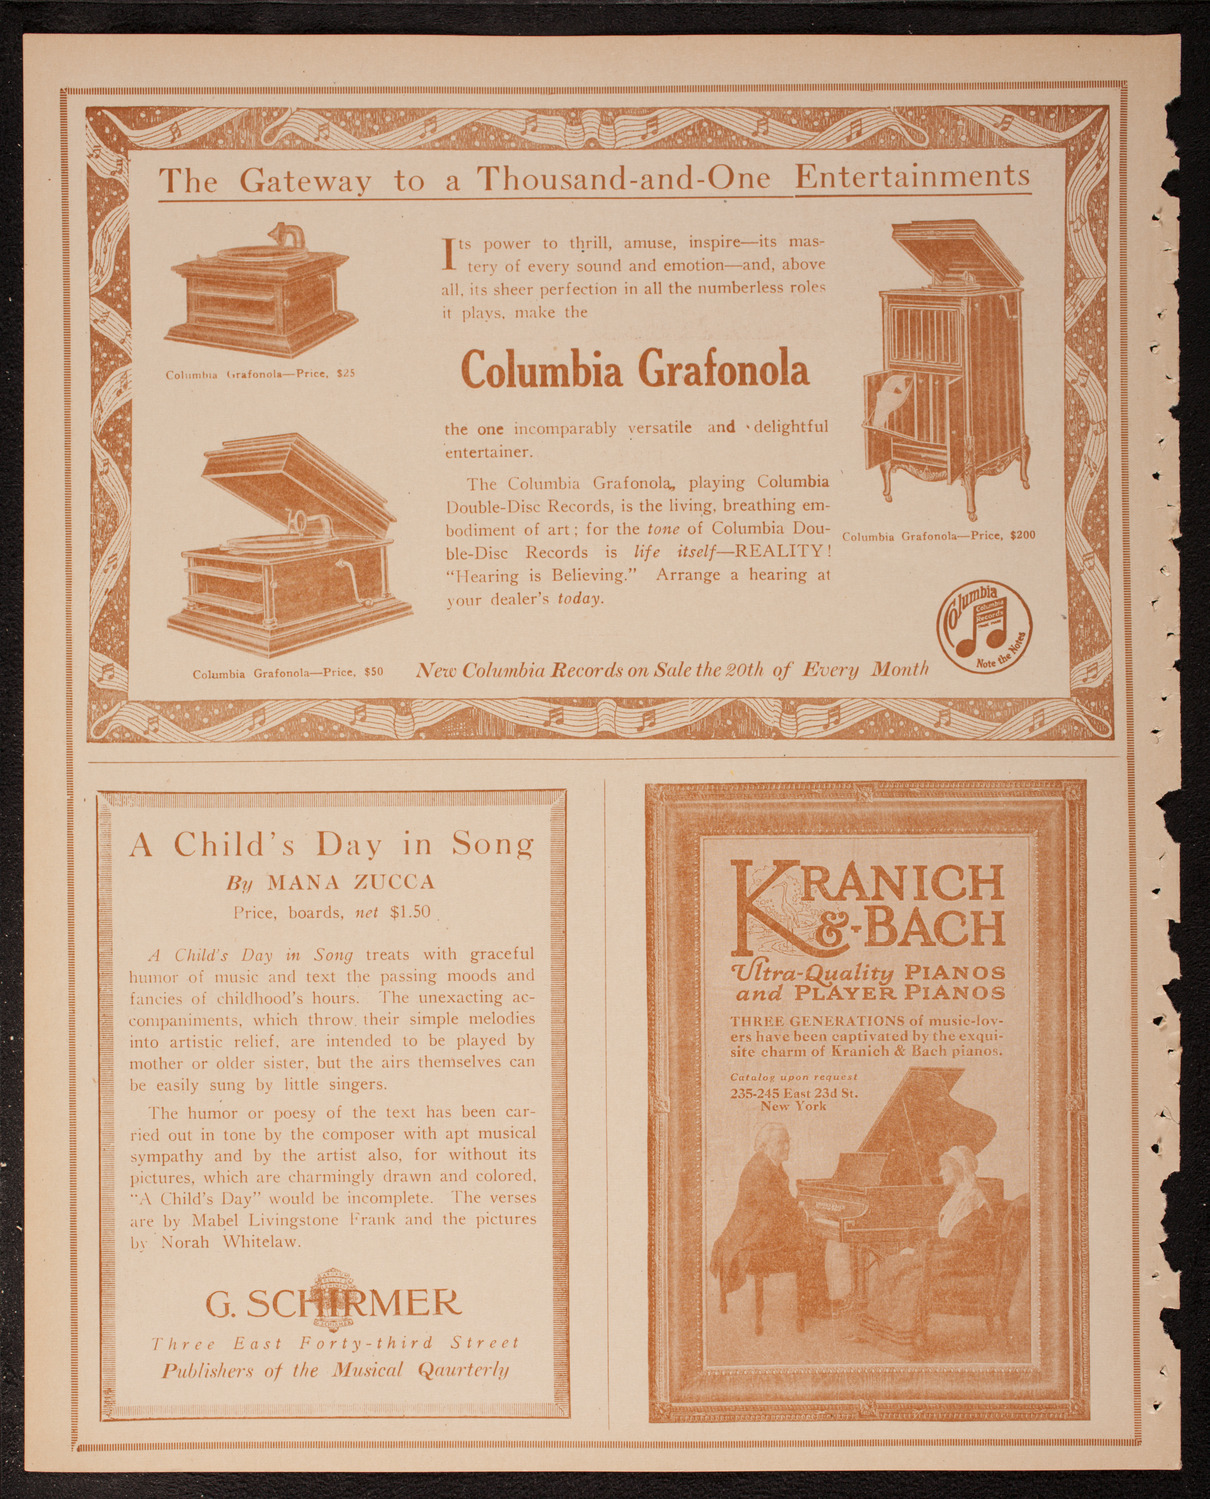 The Gateway to a Thousand-and-One Entertainments
Its power to thrill, amuse, inspire—its mas-
tery of every sound and emotion—and, above
all, its sheer perfection in all the numberless roles
it plays, make the
Columbia Grafonola
the one incomparably versatile and delightful
entertainer.
The Columbia Grafonola, playing Columbia
Double-Disc Records, is the living, breathing em-
bodiment of art; for the tone of Columbia Dou-
ble-Disc Records is life itself—REALITY!
“Hearing is Believing.” Arrange a hearing at
your dealer's today.
Columbia Grafonola—Price, $25
Columbia Grafonola—Price, $50
Columbia Grafonola—Price, $200
Columbia
Columbia
Records
Note the Notes
New Columbia Records on Sale the 20th of Every Month
A Child's Day in Song
By MANA ZUCCA
Price, boards, net $1.50
A Child's Day in Song treats with graceful
humor of music and text the passing moods and
fancies of childhood's hours. The unexacting ac-
companiments, which throw their simple melodies
into artistic relief, are intended to be played by
mother or older sister, but the airs themselves can
be easily sung by little singers.
The humor or poesy of the text has been car-
ried out in tone by the composer with apt musical
sympathy and by the artist also, for without its
pictures, which are charmingly drawn and colored,
“A Child's Day” would be incomplete. The verses
are by Mabel Livingstone Frank and the pictures
by Norah Whitelaw.
G. SCHIRMER
Three East Forty-third Street
Publishers of the Musical Qaurterly
KRANICH
&-BACH
Ultra-Quality PIANOS
and PLAYER PIANOS
THREE GENERATIONS of music-lov-
ers have been captivated by the exqui-
site charm of Kranich & Bach pianos.
Catalog upon request
235-245 East 23d St.
New York